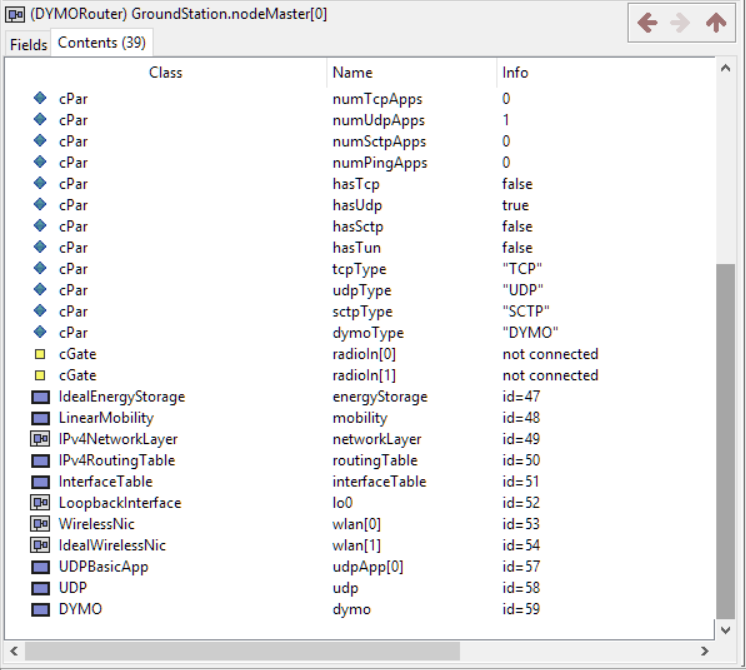 (DYMORouter) GroundStation.nodeMaster[0]
Fields Contents (39)
Class Name Info
cPar numTcpApps 0
cPar numUdpApps 1
cPar numSctpApps 0
cPar numPingApps 0
cPar hasTcp false
cPar hasUdp true
cPar hasSctp false
cPar hasTun false
cPar tcpType "TCP"
cPar udpType "UDP"
cPar sctpType "SCTP"
cPar dymoType "DYMO"
cGate radioIn[0] not connected
cGate radioIn[1] not connected
IdealEnergyStorage energyStorage id=47
LinearMobility mobility id=48
IPv4NetworkLayer networkLayer id=49
IPv4RoutingTable routingTable id=50
InterfaceTable interfaceTable id=51
LoopbackInterface lo0 id=52
WirelessNic wlan[0] id=53
IdealWirelessNic wlan[1] id=54
UDPBasicApp udpApp[0] id=57
UDP udp id=58
DYMO dymo id=59